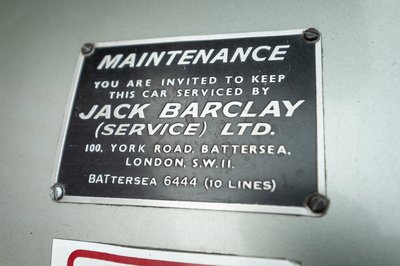 MAINTENANCE
YOU ARE INVITED TO KEEP
THIS CAR SERVICED BY
JACK BARCLAY
(SERVICE) LTD.
100, YORK ROAD, BATTERSEA,
LONDON, S.W.11.
BATTERSEA 6444 (10 LINES)